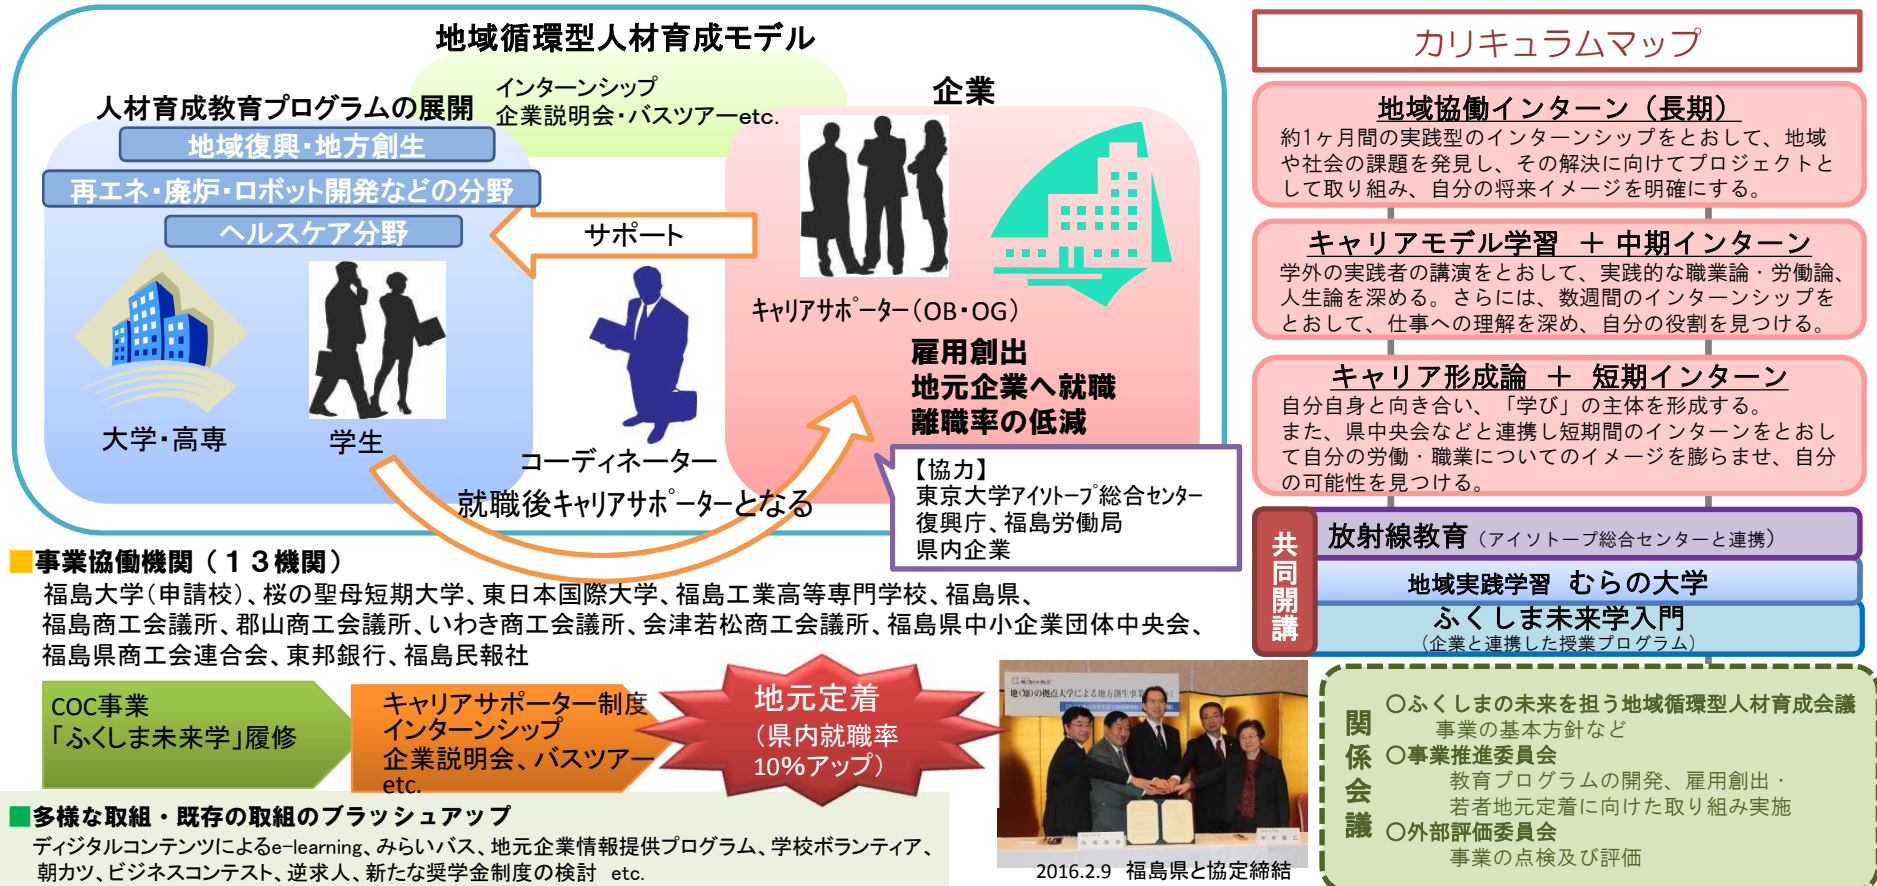 地域循環型人材育成モデル
インターンシップ
企業説明会・バスツアーetc.
人材育成教育プログラムの展開
地域復興・地方創生
再エネ・廃炉・ロボット開発などの分野
ヘルスケア分野
大学・高専
学生
サポート
コーディネーター
就職後キャリアサポーターとなる
企業
キャリアサポーター（OB・OG）
雇用創出
地元企業へ就職
離職率の低減
【協力】
東京大学アイソトープ総合センター
復興庁、福島労働局
県内企業
■事業協働機関（１３機関）
福島大学（申請校）、桜の聖母短期大学、東日本国際大学、福島工業高等専門学校、福島県、
福島商工会議所、郡山商工会議所、いわき商工会議所、会津若松商工会議所、福島県中小企業団体中央会、
福島県商工会連合会、東邦銀行、福島民報社
COC事業
「ふくしま未来学」履修
キャリアサポーター制度
インターンシップ
企業説明会、バスツアー
etc.
地元定着
（県内就職率
10％アップ）
■多様な取組・既存の取組のブラッシュアップ
ディジタルコンテンツによるe-learning、みらいバス、地元企業情報提供プログラム、学校ボランティア、
朝カツ、ビジネスコンテスト、逆求人、新たな奨学金制度の検討 etc.
地（知）の拠点大学による地方創生事業
2016.2.9 福島県と協定締結
カリキュラムマップ
地域協働インターン（長期）
約1ヶ月間の実践型のインターンシップをとおして、地域
や社会の課題を発見し、その解決に向けてプロジェクトと
して取り組み、自分の将来イメージを明確にする。
キャリアモデル学習 ＋ 中期インターン
学外の実践者の講演をとおして、実践的な職業論・労働論、
人生論を深める。さらには、数週間のインターンシップを
とおして、仕事への理解を深め、自分の役割を見つける。
キャリア形成論 ＋ 短期インターン
自分自身と向き合い、「学び」の主体を形成する。
また、県中央会などと連携し短期間のインターンをとおし
て自分の労働・職業についてのイメージを膨らませ、自分
の可能性を見つける。
共同開講
放射線教育（アイソトープ総合センターと連携）
地域実践学習 むらの大学
ふくしま未来学入門
（企業と連携した授業プログラム）
関係会議
〇ふくしまの未来を担う地域循環型人材育成会議
事業の基本方針など
〇事業推進委員会
教育プログラムの開発、雇用創出・
若者地元定着に向けた取り組み実施
〇外部評価委員会
事業の点検及び評価